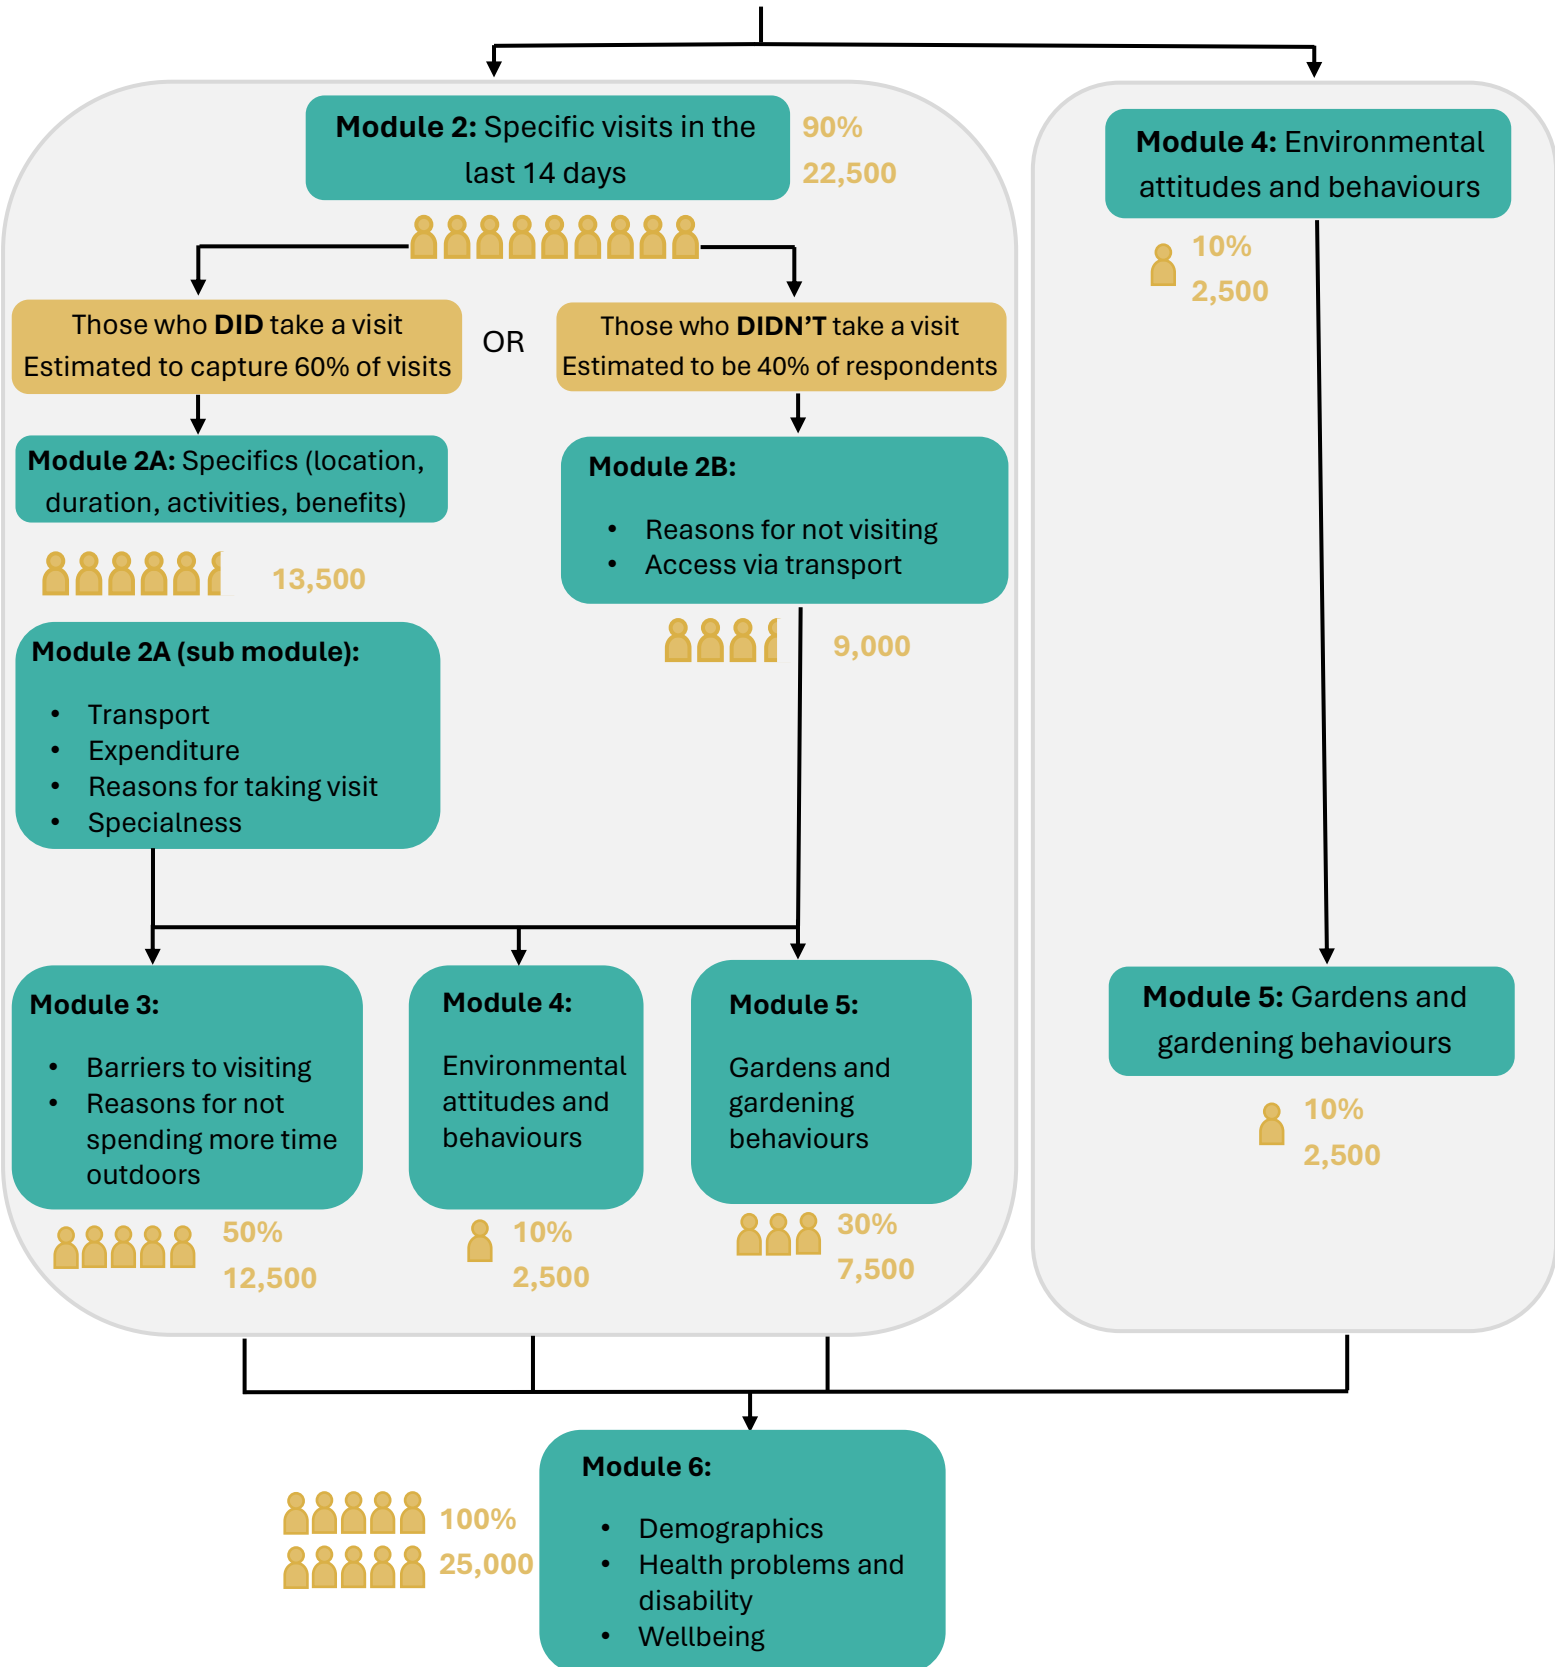 Module 2: Specific visits in the
last 14 days
90%
22,500
Module 4: Environmental
attitudes and behaviours
10%
2,500
Those who DID take a visit
Estimated to capture 60% of visits
OR
Those who DIDN’T take a visit
Estimated to be 40% of respondents
Module 2A: Specifics (location,
duration, activities, benefits)
13,500
Module 2B:
• Reasons for not visiting
• Access via transport
9,000
Module 2A (sub module):
• Transport
• Expenditure
• Reasons for taking visit
• Specialness
Module 3:
• Barriers to visiting
• Reasons for not
spending more time
outdoors
50%
12,500
Module 4:
Environmental
attitudes and
behaviours
10%
2,500
Module 5:
Gardens and
gardening
behaviours
30%
7,500
Module 5: Gardens and
gardening behaviours
10%
2,500
100%
25,000
Module 6:
• Demographics
• Health problems and
disability
• Wellbeing